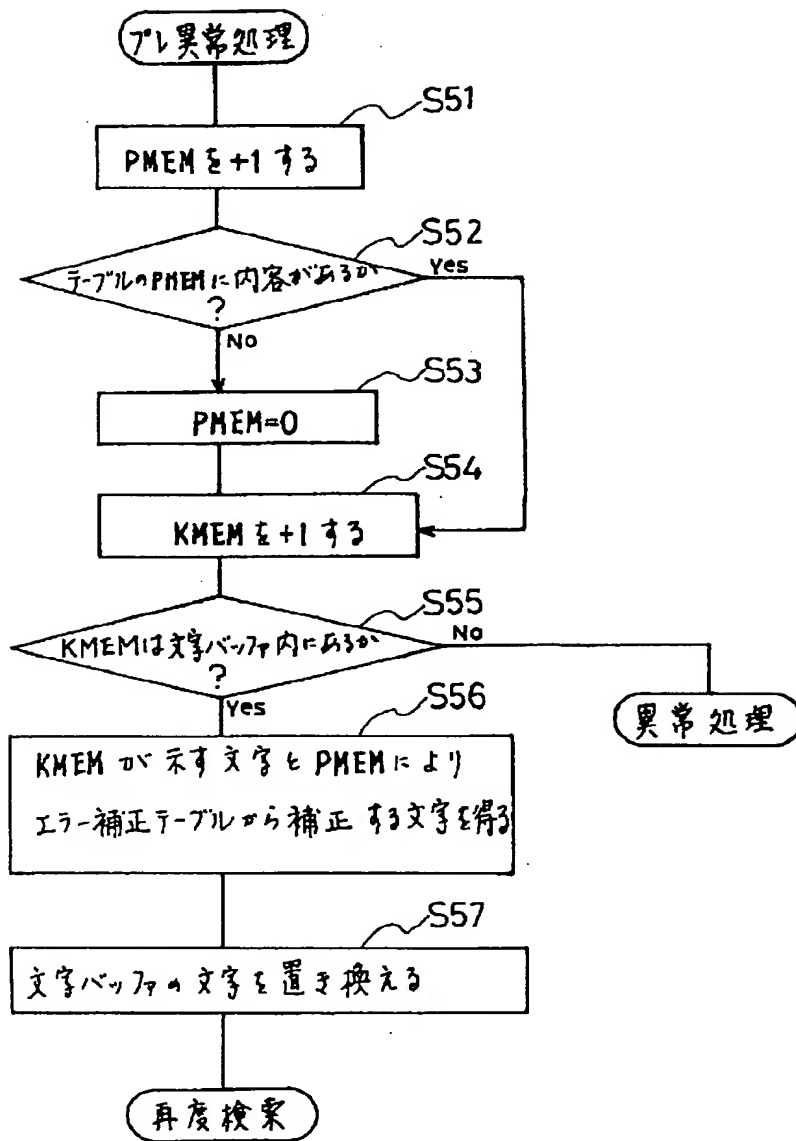 プレ異常処理
S51
PMEMを+1する
S52
テーブルのPMEMに内容があるか
?
Yes
No
S53
PMEM=0
S54
KMEMを+1する
S55
KMEMは文字バッファ内にあるか
?
No
Yes
異常処理
S56
KMEMが示す文字とPMEMにより
エラー補正テーブルから補正する文字を得る
S57
文字バッファの文字を置き換える
再度検索